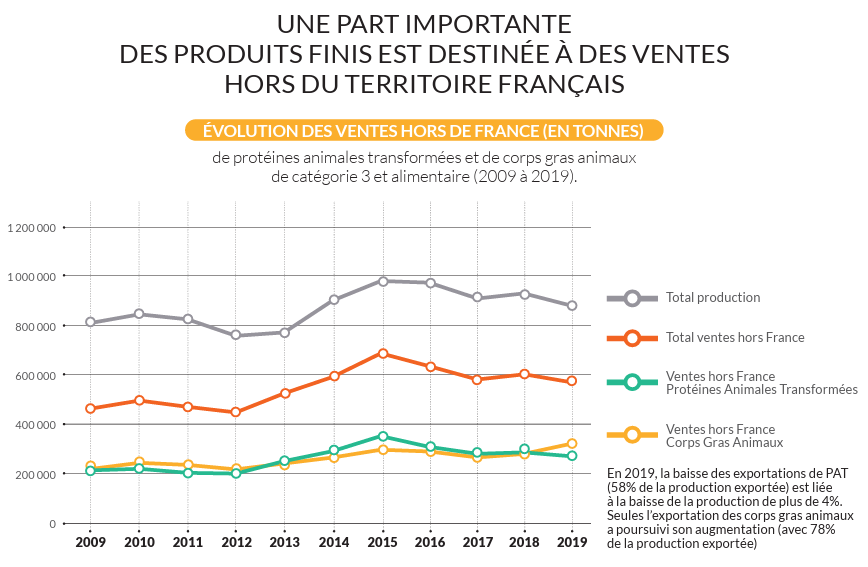 UNE PART IMPORTANTE
DES PRODUITS FINIS EST DESTINÉE À DES VENTES
HORS DU TERRITOIRE FRANÇAIS
ÉVOLUTION DES VENTES HORS DE FRANCE (EN TONNES)
de protéines animales transformées et de corps gras animaux
de catégorie 3 et alimentaire (2009 à 2019).
1 200 000
1 000 000
800 000
600 000
400 000
200 000
0
2009 2010 2011 2012 2013 2014 2015 2016 2017 2018 2019
Total production
Total ventes hors France
Ventes hors France
Protéines Animales Transformées
Ventes hors France
Corps Gras Animaux
En 2019, la baisse des exportations de PAT
(58% de la production exportée) est liée
à la baisse de la production de plus de 4%.
Seules l’exportation des corps gras animaux
a poursuivi son augmentation (avec 78%
de la production exportée)